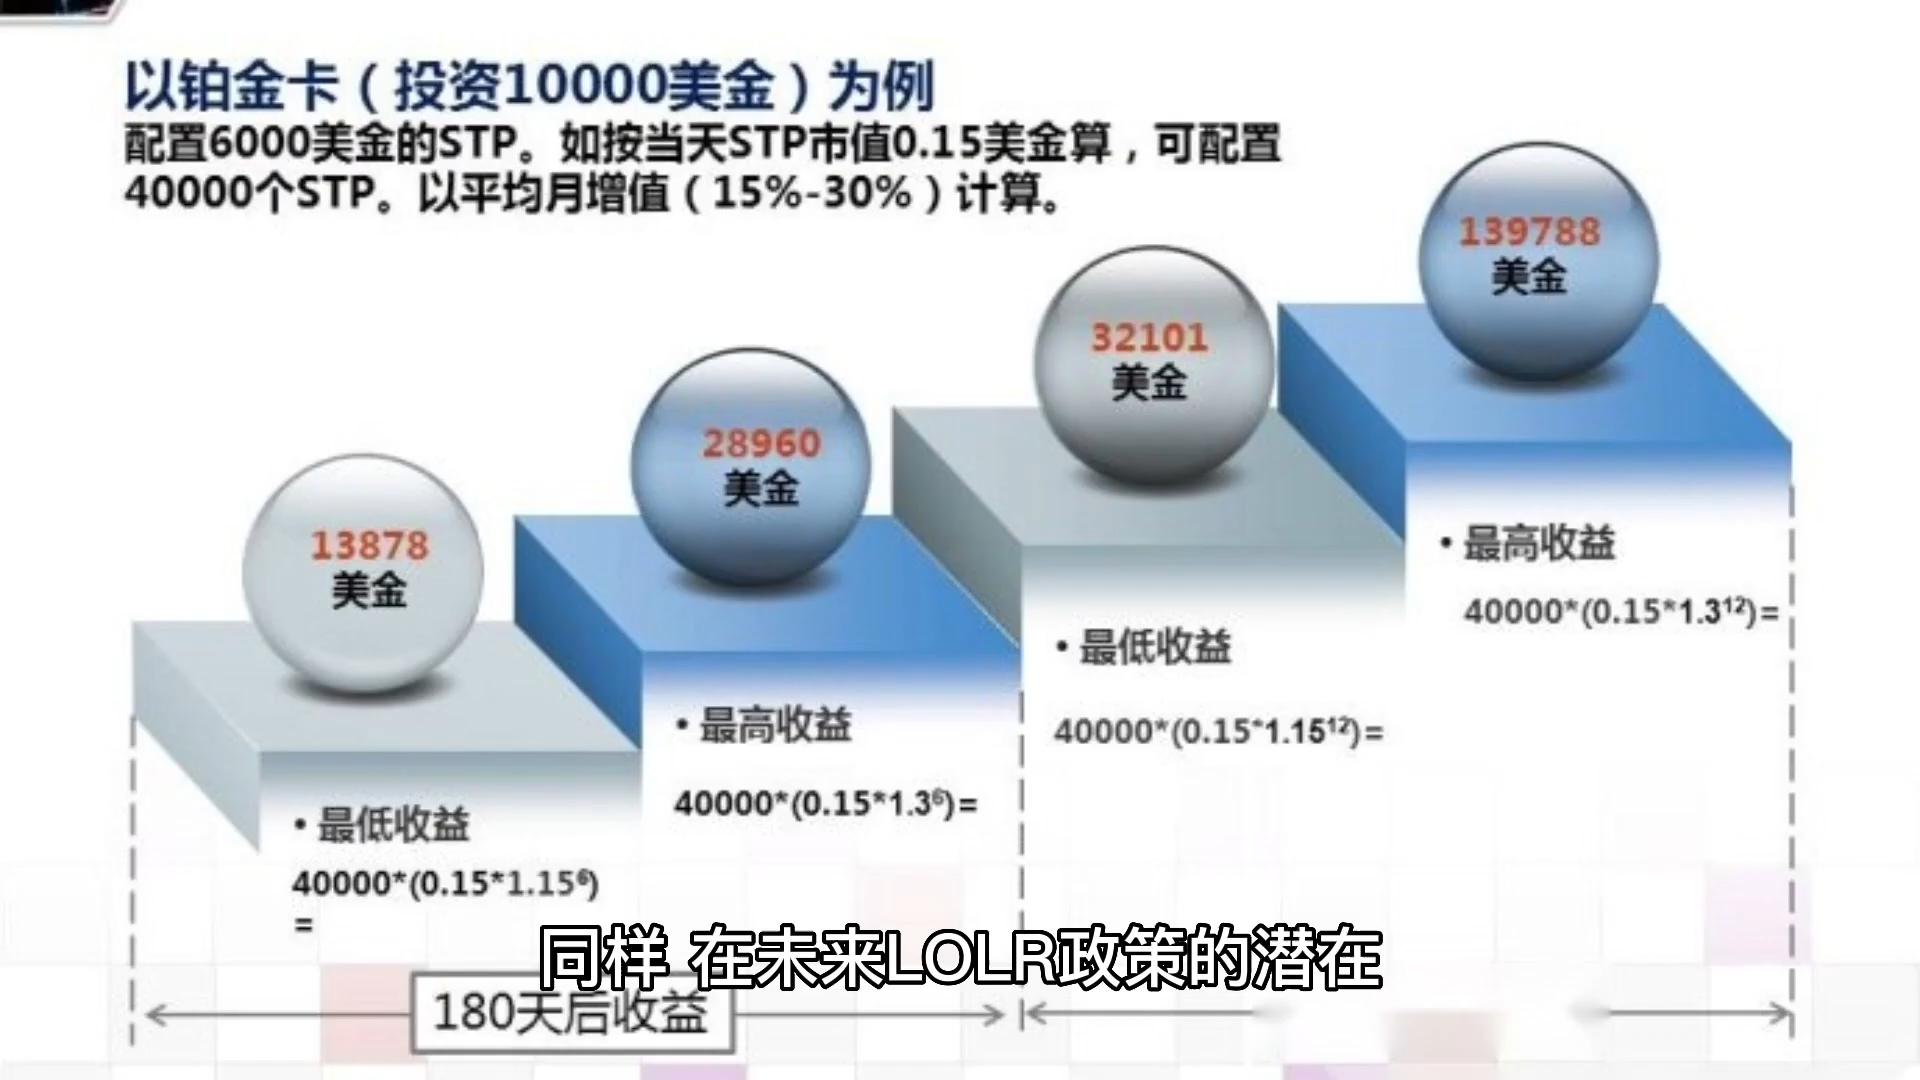 以铂金卡（投资10000美金）为例
配置6000美金的STP。如按当天STP市值0.15美金算，可配置
40000个STP。以平均月增值（15%-30%）计算。
13878
美金
• 最低收益
40000*(0.15*1.15⁶)
=
28960
美金
• 最高收益
40000*(0.15*1.3⁶)=
32101
美金
• 最低收益
40000*(0.15*1.15¹²)=
139788
美金
• 最高收益
40000*(0.15*1.3¹²)=
180天后收益
同样 在未来LOLR政策的潜在